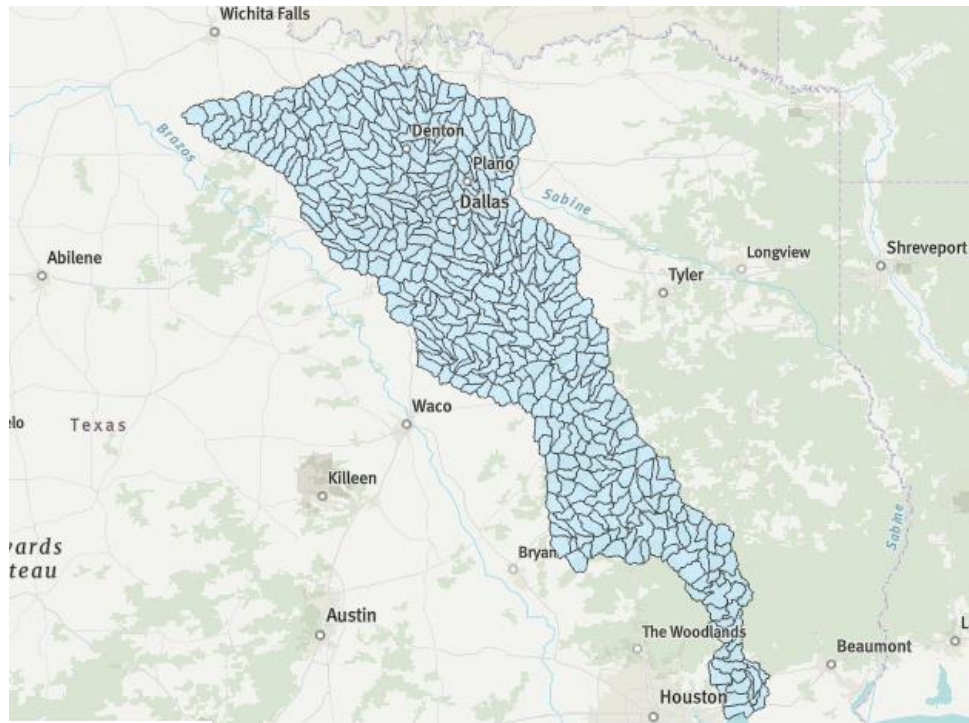 Wichita Falls
Brazos
Denton
Plano
Dallas
Sabine
Longview
Shreveport
Abilene
Tyler
elo
Texas
Waco
Killeen
Sabine
vards
teau
Bryan
Austin
The Woodlands
Beaumont
L
Houston